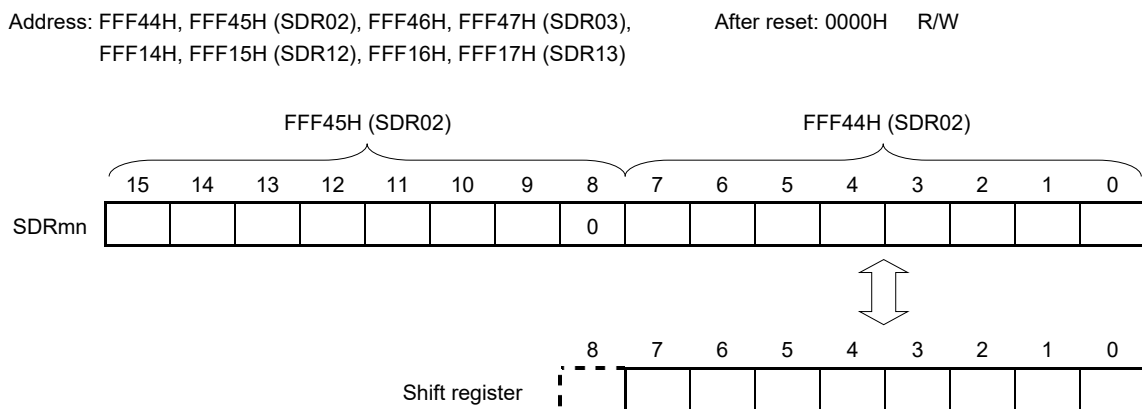 Address: FFF44H, FFF45H (SDR02), FFF46H, FFF47H (SDR03), After reset: 0000H R/W
FFF14H, FFF15H (SDR12), FFF16H, FFF17H (SDR13)
FFF45H (SDR02) FFF44H (SDR02)
15 14 13 12 11 10 9 8 7 6 5 4 3 2 1 0
SDRmn 0
8 7 6 5 4 3 2 1 0
Shift register